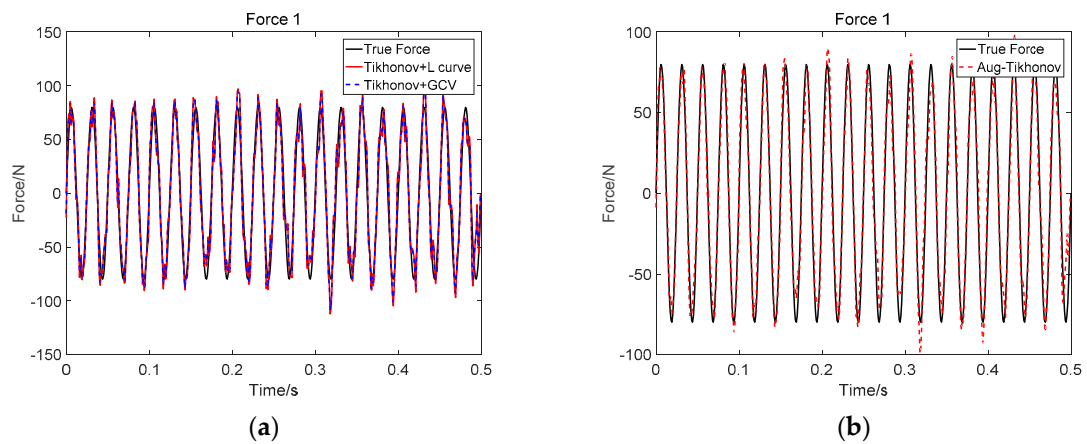 Force 1
150
100
50
0
-50
-100
-150
Force/N
True Force
Tikhonov+L curve
Tikhonov+GCV
0
0.1
0.2
0.3
0.4
0.5
Time/s
(a)
Force 1
100
50
0
-50
-100
Force/N
True Force
Aug-Tikhonov
0
0.1
0.2
0.3
0.4
0.5
Time/s
(b)